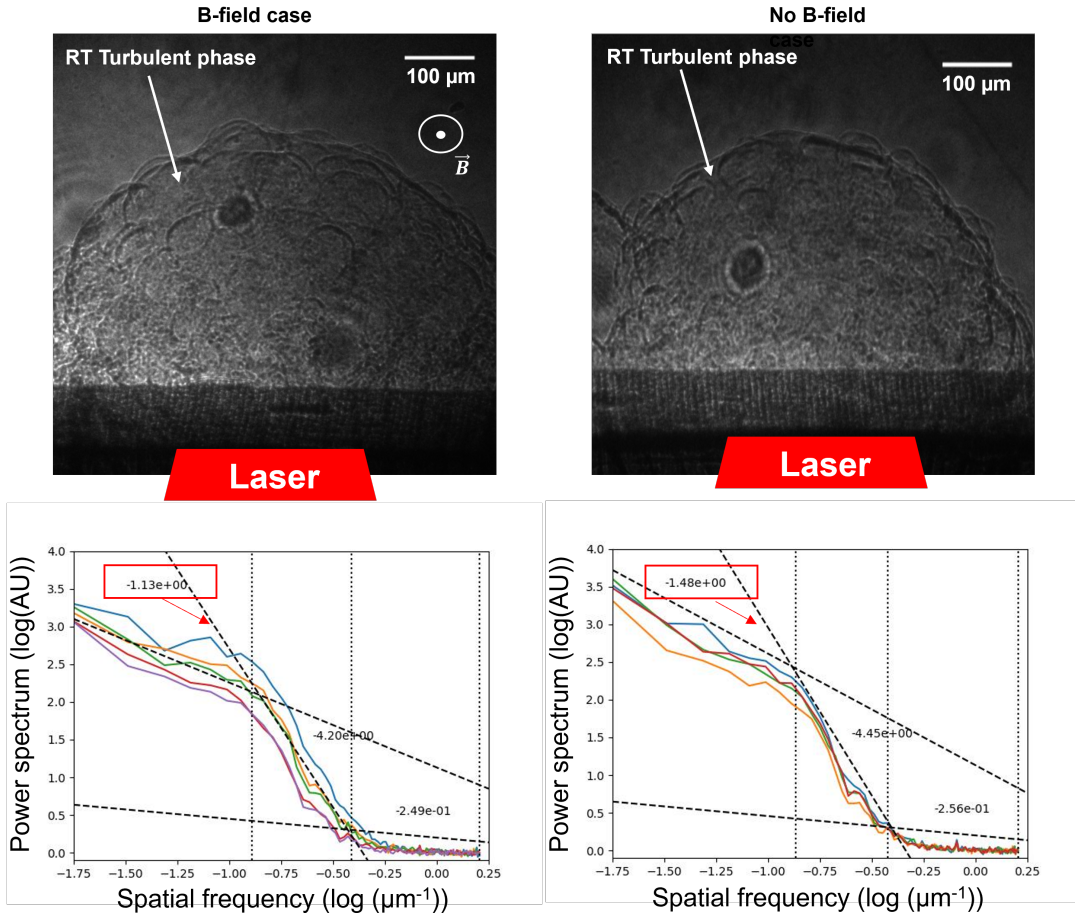 B-field case
No B-field
case
RT Turbulent phase
100 µm
B
RT Turbulent phase
100 µm
Laser
Laser
Power spectrum (log(AU))
4.0
3.5
3.0
2.5
2.0
1.5
1.0
0.5
0.0
-1.13e+00
-4.20e+00
-2.49e-01
−1.75
−1.50
−1.25
−1.00
−0.75
−0.50
−0.25
0.00
0.25
Spatial frequency (log (µm-1))
Power spectrum (log(AU))
4.0
3.5
3.0
2.5
2.0
1.5
1.0
0.5
0.0
-1.48e+00
-4.45e+00
-2.56e-01
−1.75
−1.50
−1.25
−1.00
−0.75
−0.50
−0.25
0.00
0.25
Spatial frequency (log (µm-1))